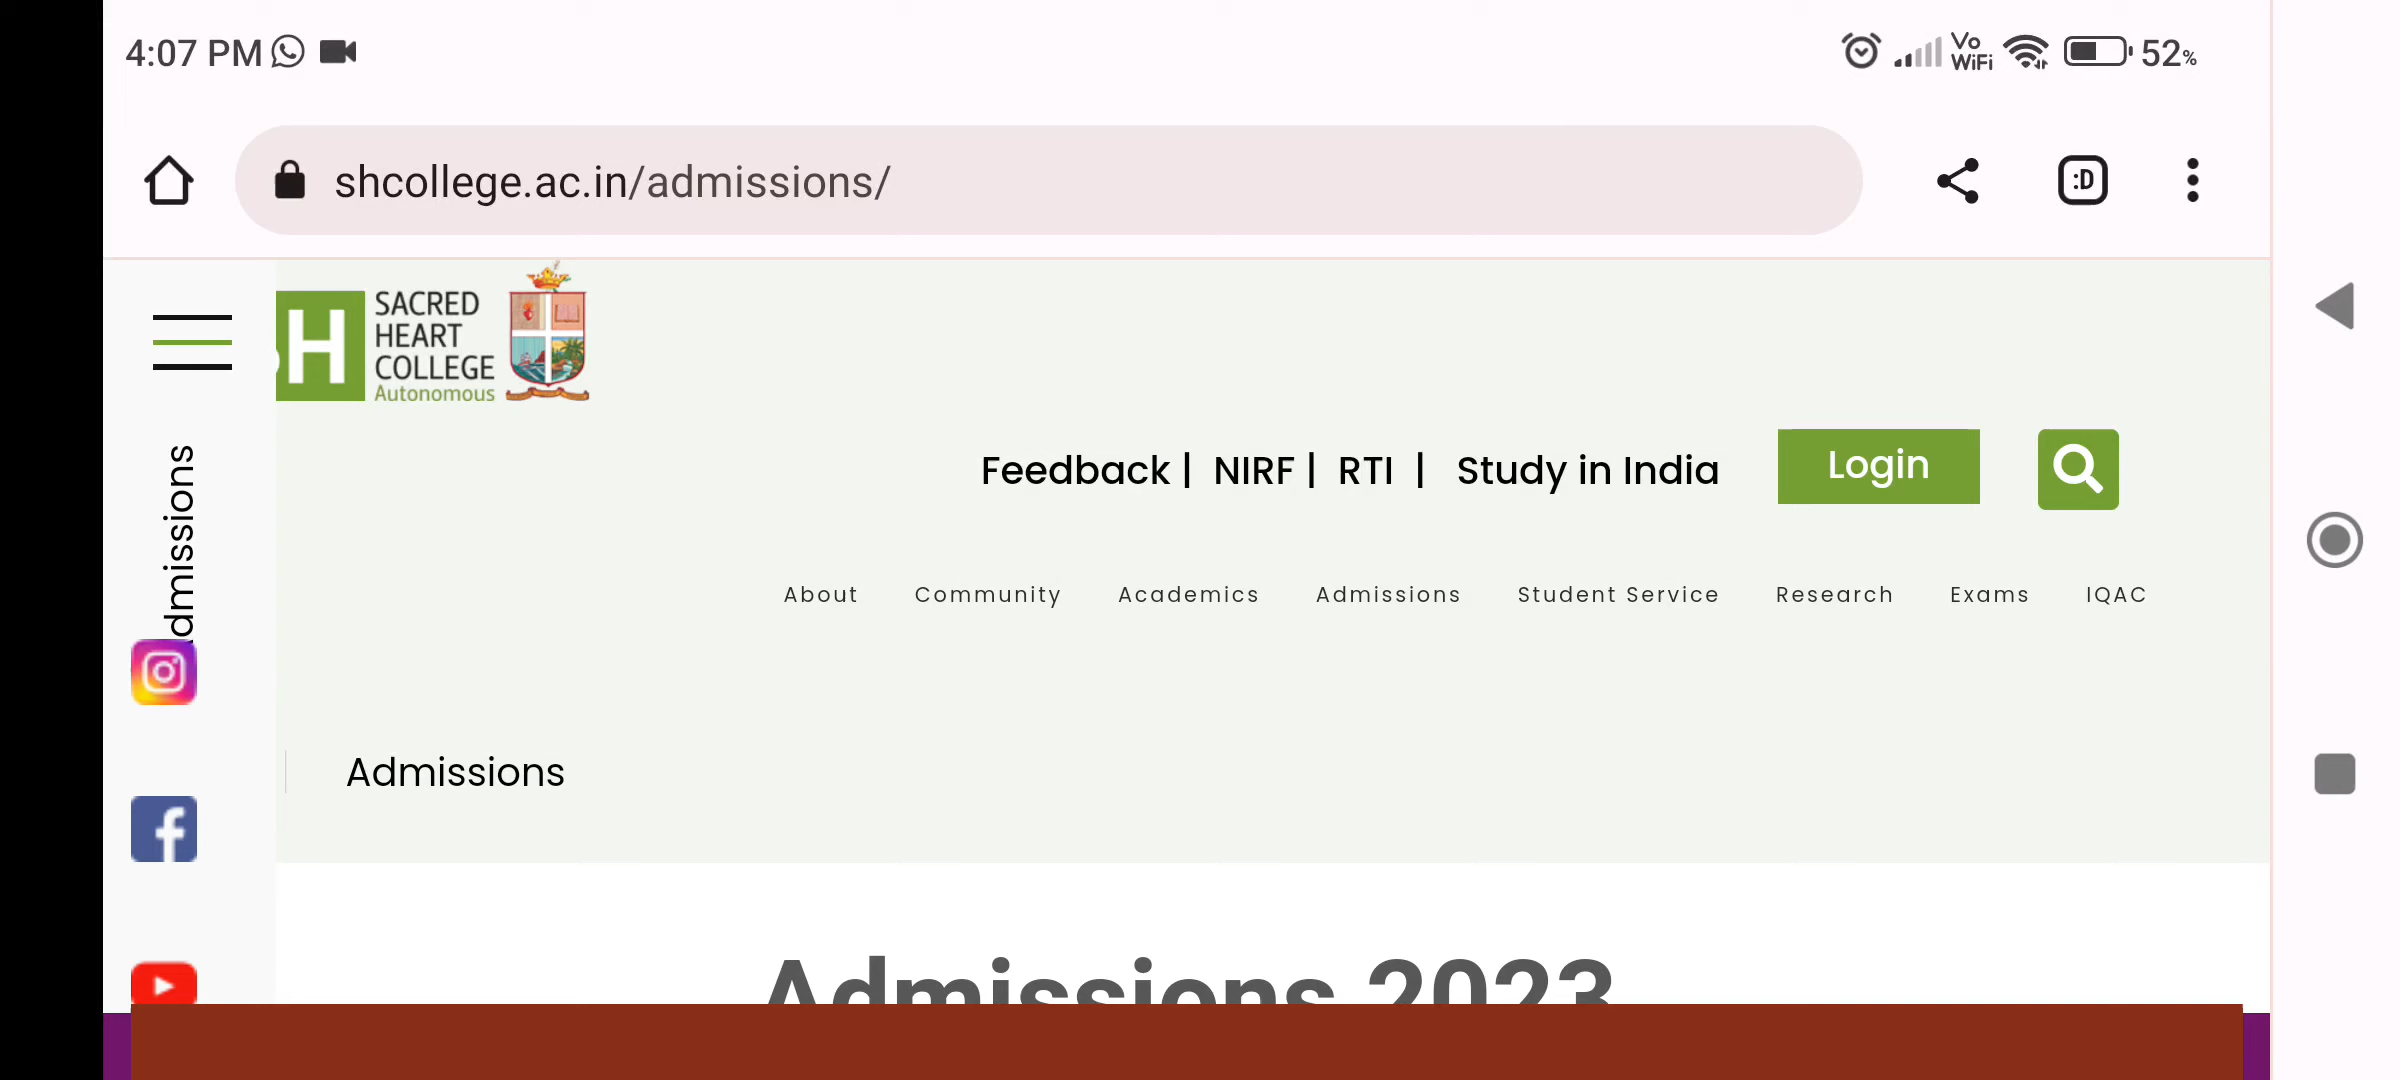 4:07 PM
Vo WiFi 52%
shcollege.ac.in/admissions/
:D
H
SACRED
HEART
COLLEGE
Autonomous
Feedback | NIRF | RTI | Study in India Login
About Community Academics Admissions Student Service Research Exams IQAC
Admissions
Admissions
Admissions 2023